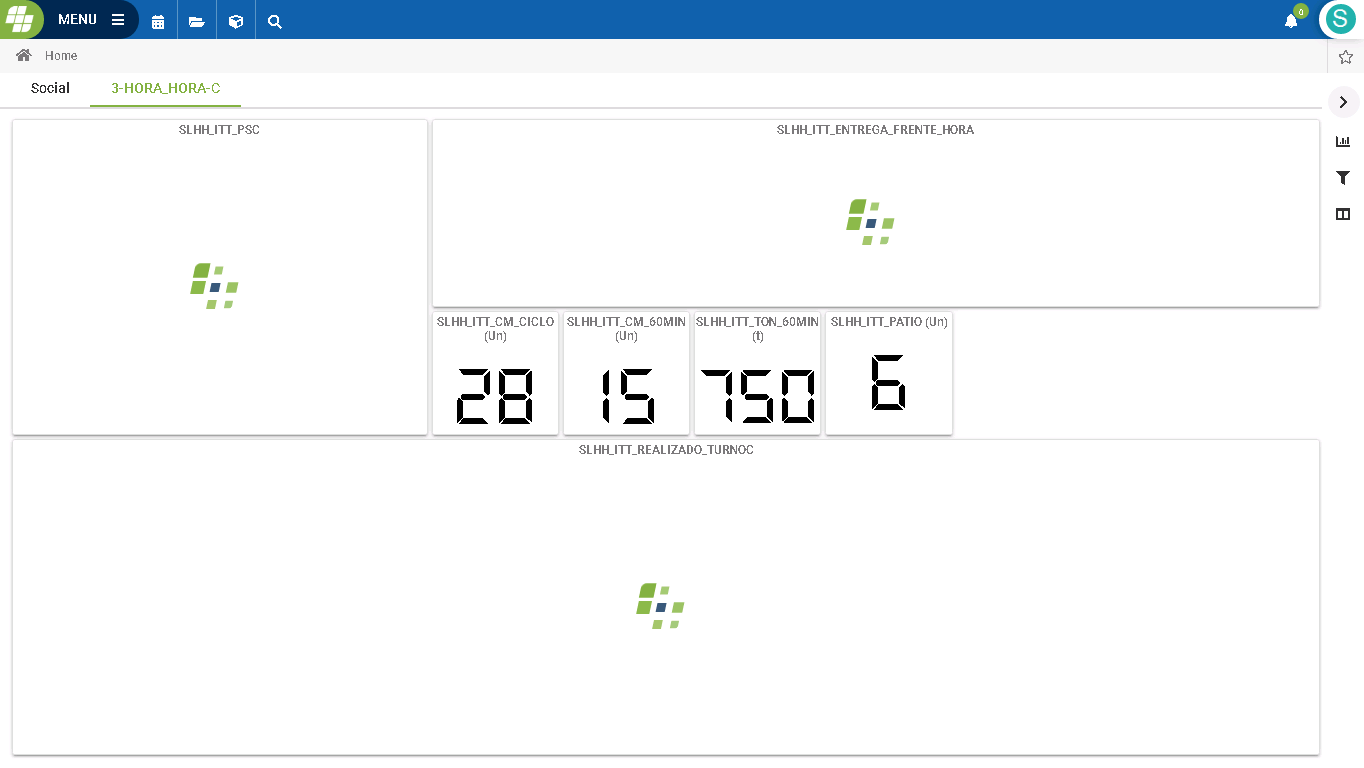 MENU
0
S
Home
Social
3-HORA_HORA-C
SLHH_ITT_PSC
SLHH_ITT_ENTREGA_FRENTE_HORA
SLHH_ITT_CM_CICLO
(Un)
28
SLHH_ITT_CM_60MIN
(Un)
15
SLHH_ITT_TON_60MIN
(t)
750
SLHH_ITT_PATIO (Un)
6
SLHH_ITT_REALIZADO_TURNOC